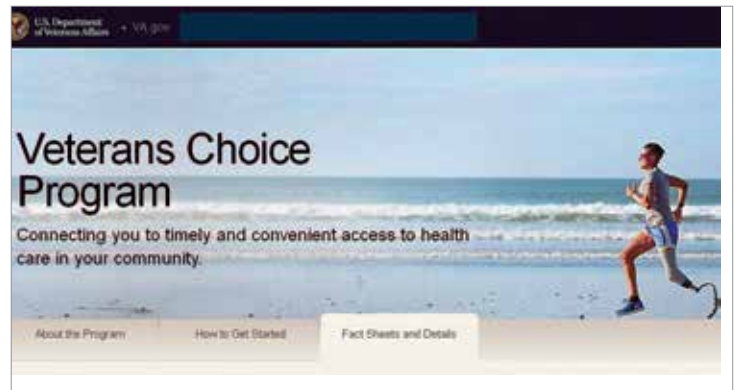 U.S. Department
of Veterans Affairs
VA.gov
Veterans Choice
Program
Connecting you to timely and convenient access to health
care in your community.
About the Program How to Get Started Fact Sheets and Details